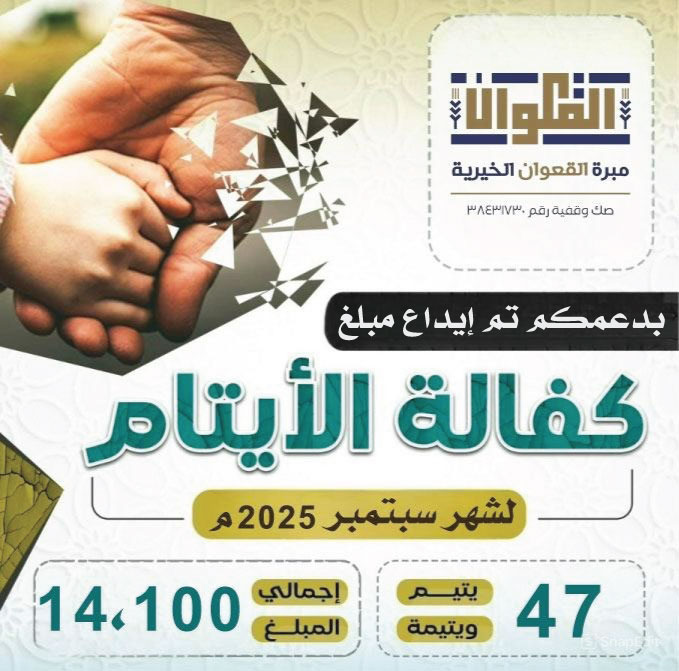 القعوان
مبرة القعوان الخيرية
صك وقفية رقم ٣٨٤٣١٧٣٠
بدعمكم تم إيداع مبلغ
كفالة الأيتام
لشهر سبتمبر 2025م
47 يتيم ويتيمة
إجمالي المبلغ 14،100
SnapEdit